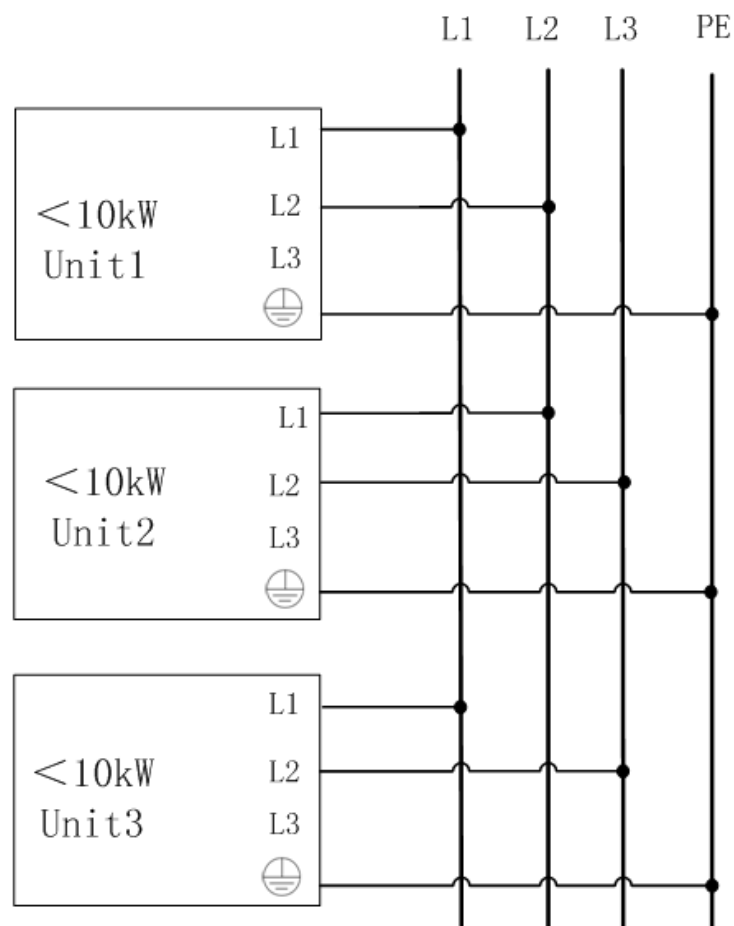 L1 L2 L3 PE
L1
<10kW L2
Unit1 L3
L1
<10kW L2
Unit2 L3
L1
<10kW L2
Unit3 L3